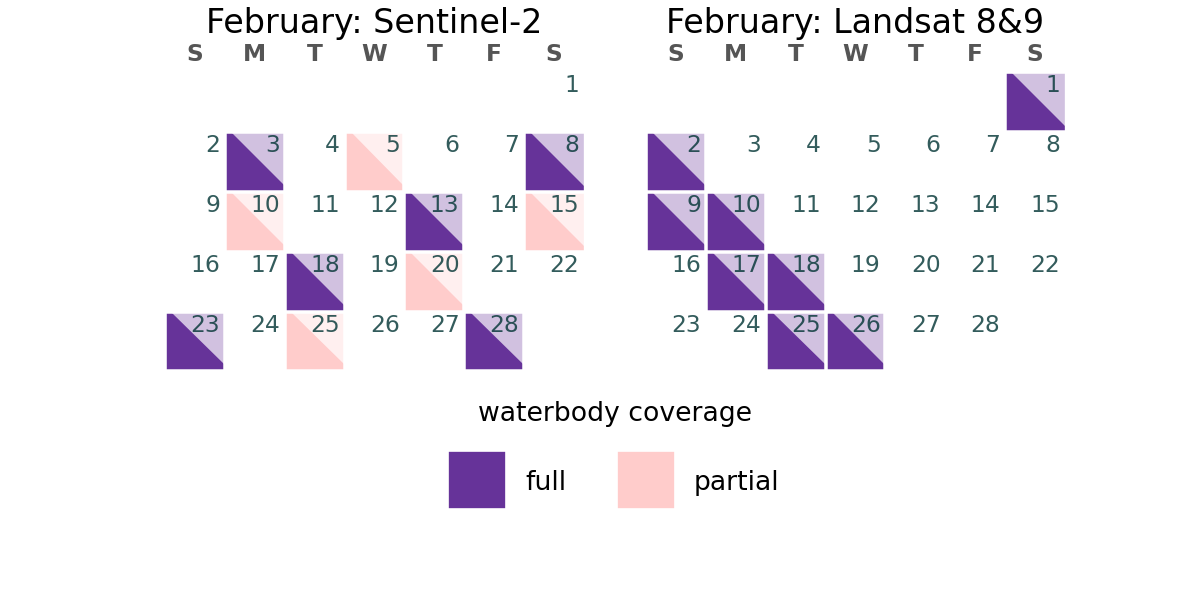 February: Sentinel-2
S M T W T F S
1
2 3 4 5 6 7 8
9 10 11 12 13 14 15
16 17 18 19 20 21 22
23 24 25 26 27 28
February: Landsat 8&9
S M T W T F S
1
2 3 4 5 6 7 8
9 10 11 12 13 14 15
16 17 18 19 20 21 22
23 24 25 26 27 28
waterbody coverage
full partial